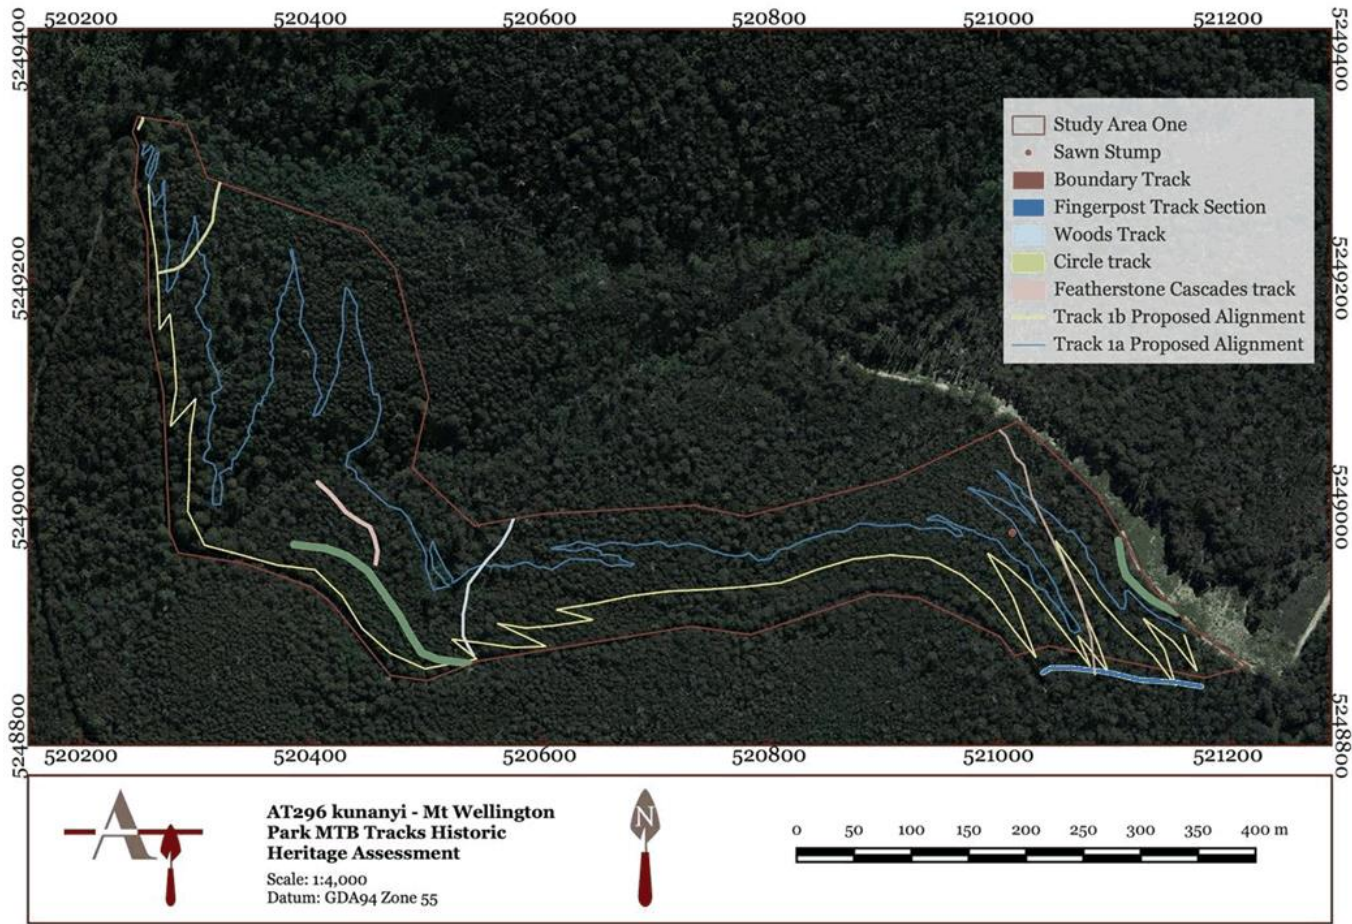 520200 520400 520600 520800 521000 521200
5249400
5249400
Study Area One
Sawn Stump
Boundary Track
Fingerpost Track Section
Woods Track
Circle track
Featherstone Cascades track
Track 1b Proposed Alignment
Track 1a Proposed Alignment
5249200
5249200
5249000
5249000
5248800
5248800
520200 520400 520600 520800 521000 521200
A
AT296 kunanyi - Mt Wellington
Park MTB Tracks Historic
Heritage Assessment
Scale: 1:4,000
Datum: GDA94 Zone 55
N
0 50 100 150 200 250 300 350 400 m